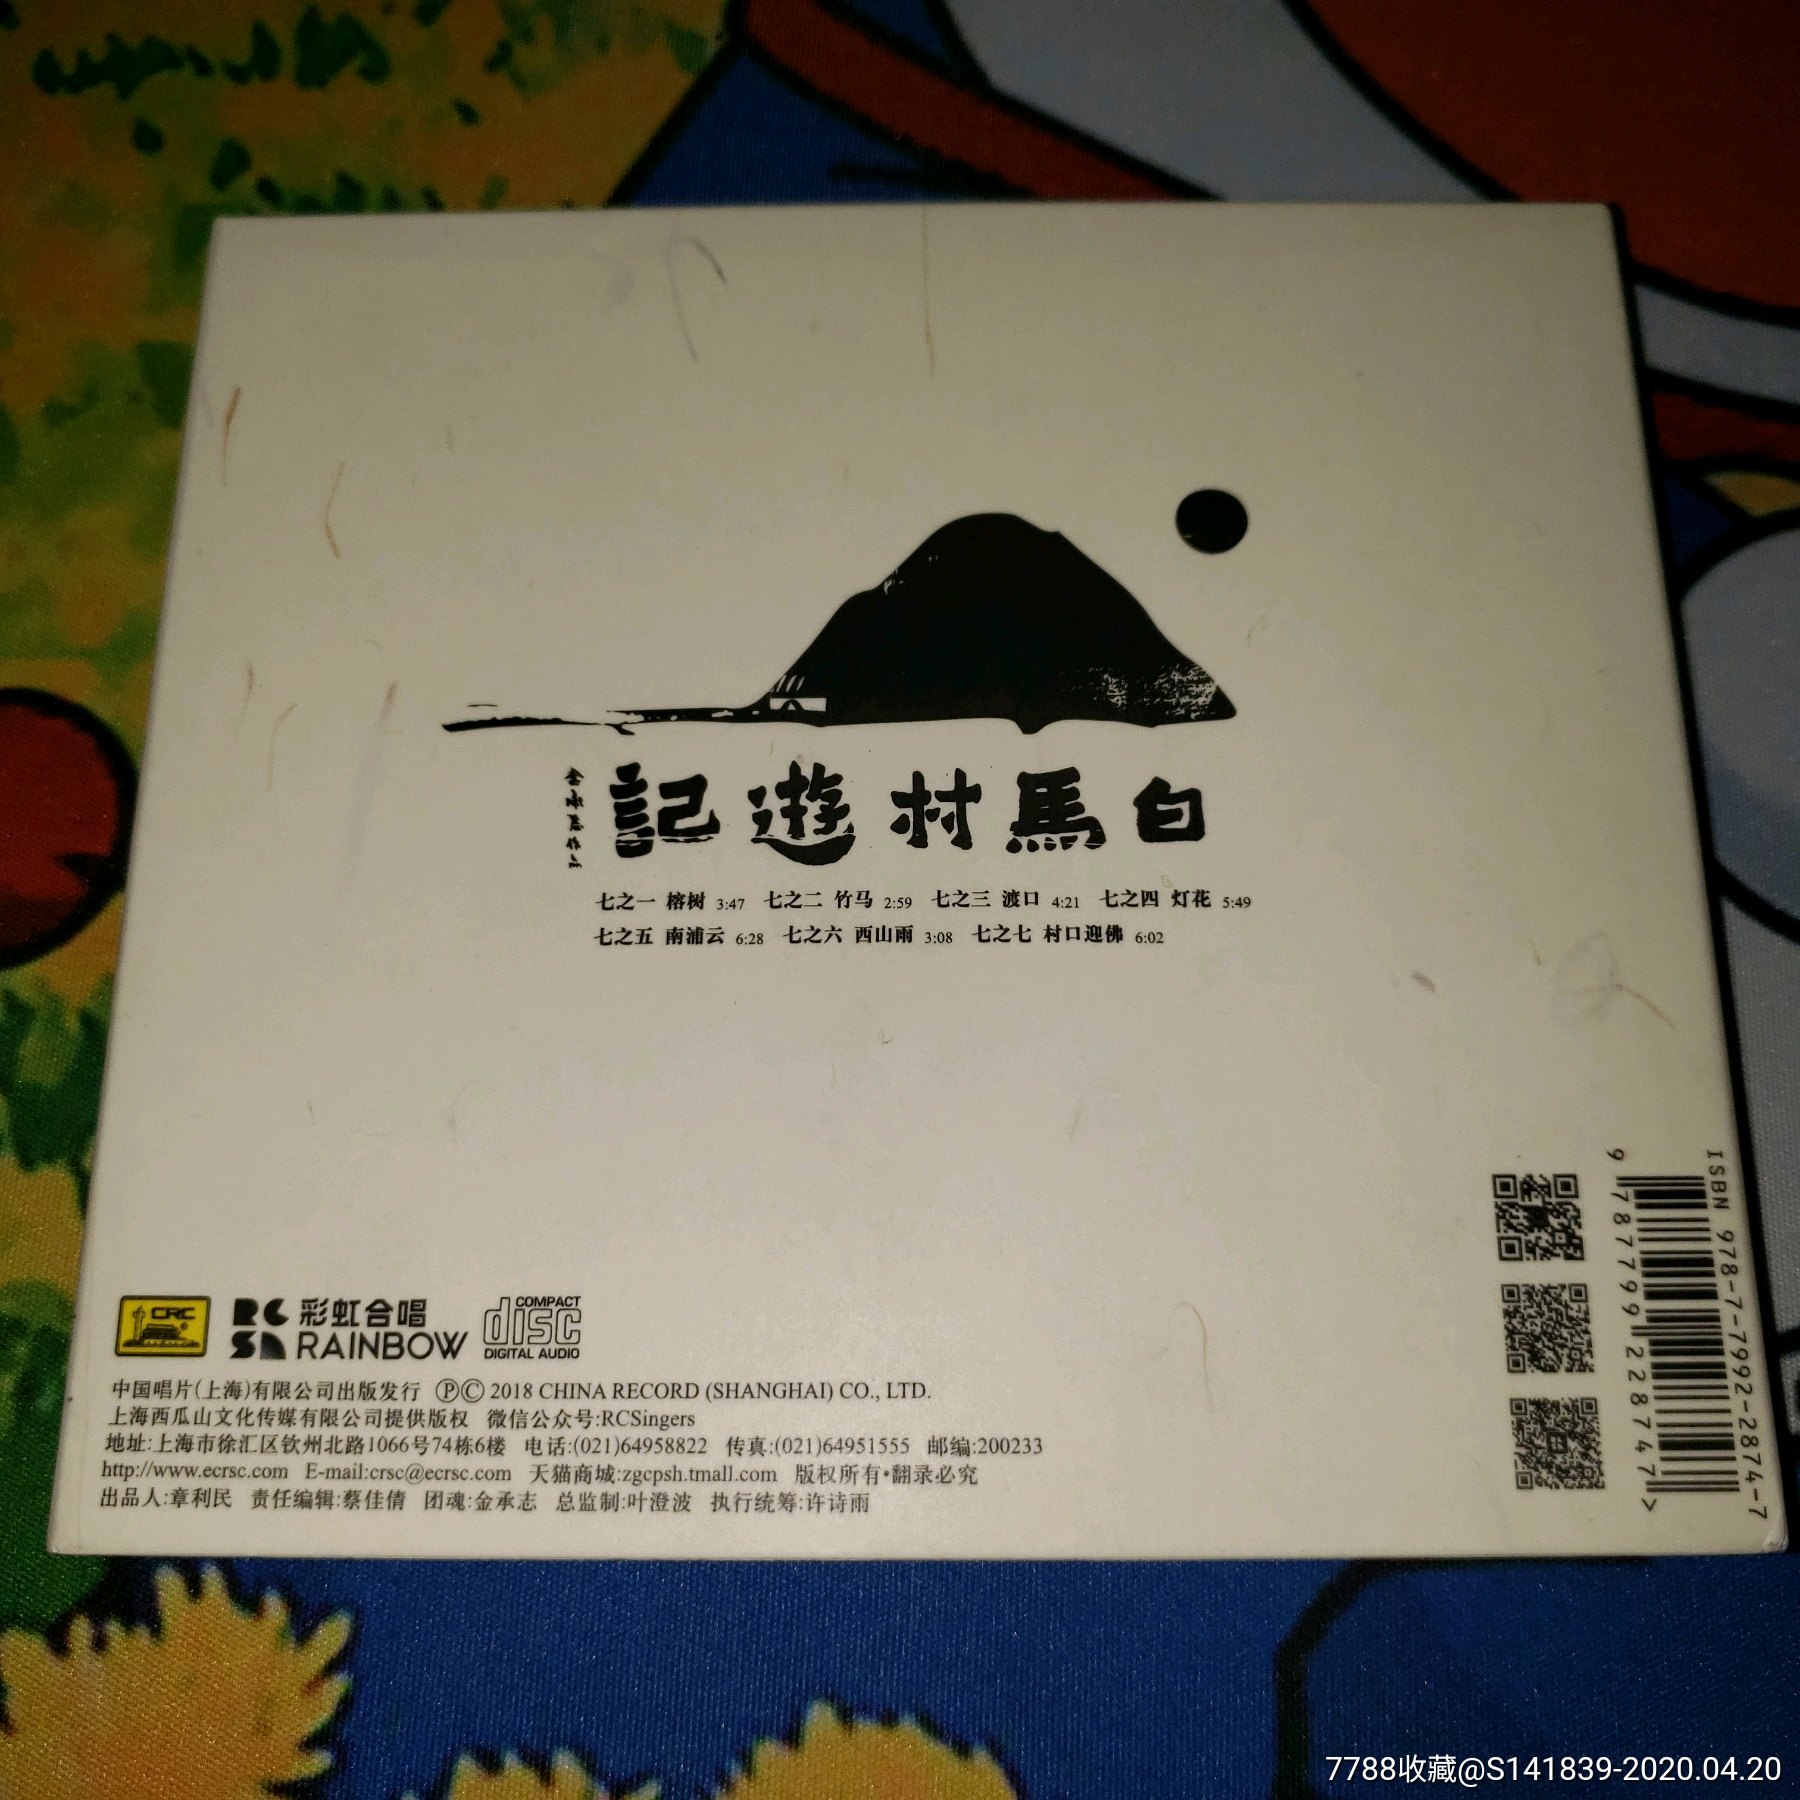 白馬村遊記
金承志作品
七之一 榕树 3:47 七之二 竹马 2:59 七之三 渡口 4:21 七之四 灯花 5:49
七之五 南浦云 6:28 七之六 西山雨 3:08 七之七 村口迎佛 6:02
CRC
RC 彩虹合唱
SN RAINBOW
COMPACT
disc
DIGITAL AUDIO
中国唱片(上海)有限公司出版发行 ⓅⒸ 2018 CHINA RECORD (SHANGHAI) CO., LTD.
上海西瓜山文化传媒有限公司提供版权 微信公众号:RCSingers
地址:上海市徐汇区钦州北路1066号74栋6楼 电话:(021)64958822 传真:(021)64951555 邮编:200233
http://www.ecrsc.com E-mail:crsc@ecrsc.com 天猫商城:zgcpsh.tmall.com 版权所有•翻录必究
出品人:章利民 责任编辑:蔡佳倩 团魂:金承志 总监制:叶澄波 执行统筹:许诗雨
ISBN 978-7-7992-2874-7
9 787799 228747 >
7788收藏@S141839-2020.04.20